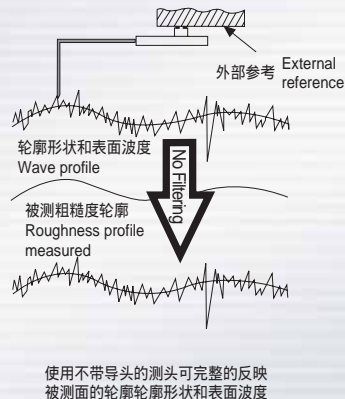 外部参考
External
reference
轮廓形状和表面波度
Wave profile
No Filtering
被测粗糙度轮廓
Roughness profile
measured
使用不带导头的测头可完整的反映
被测面的轮廓轮廓形状和表面波度